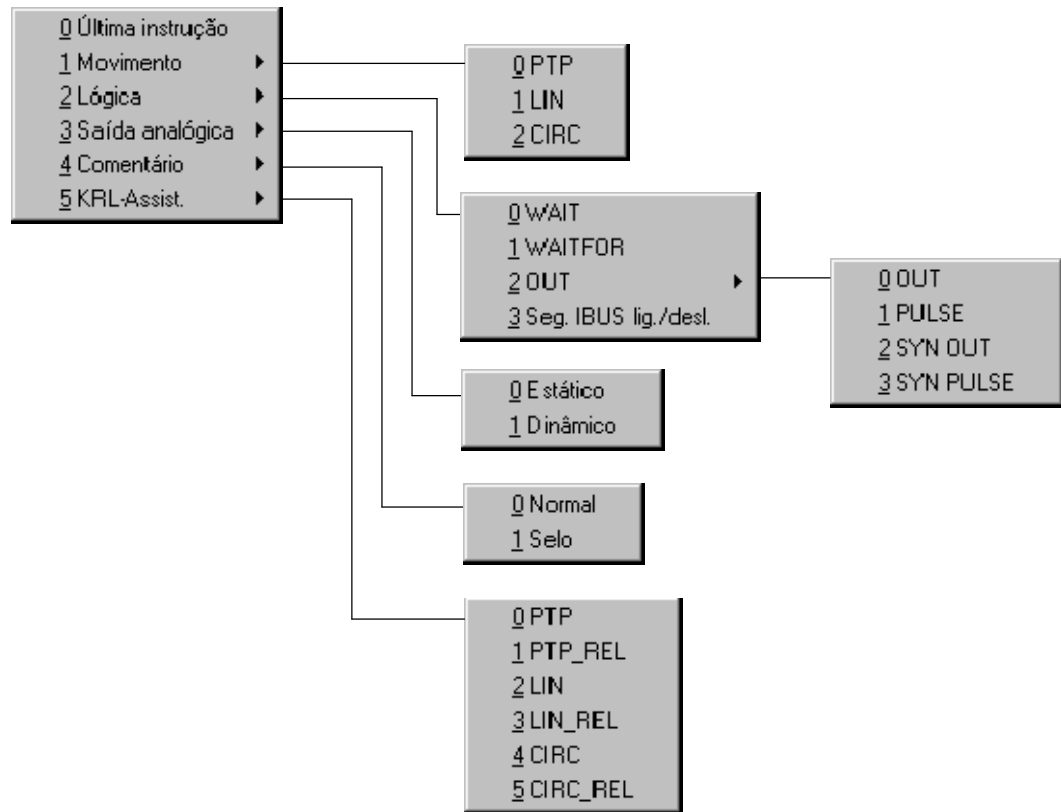 0 Última instrução
1 Movimento
2 Lógica
3 Saída analógica
4 Comentário
5 KRL-Assist.
0 PTP
1 LIN
2 CIRC
0 WAIT
1 WAITFOR
2 OUT
3 Seg. IBUS lig./desl.
0 OUT
1 PULSE
2 SYN OUT
3 SYN PULSE
0 Estático
1 Dinâmico
0 Normal
1 Selo
0 PTP
1 PTP_REL
2 LIN
3 LIN_REL
4 CIRC
5 CIRC_REL